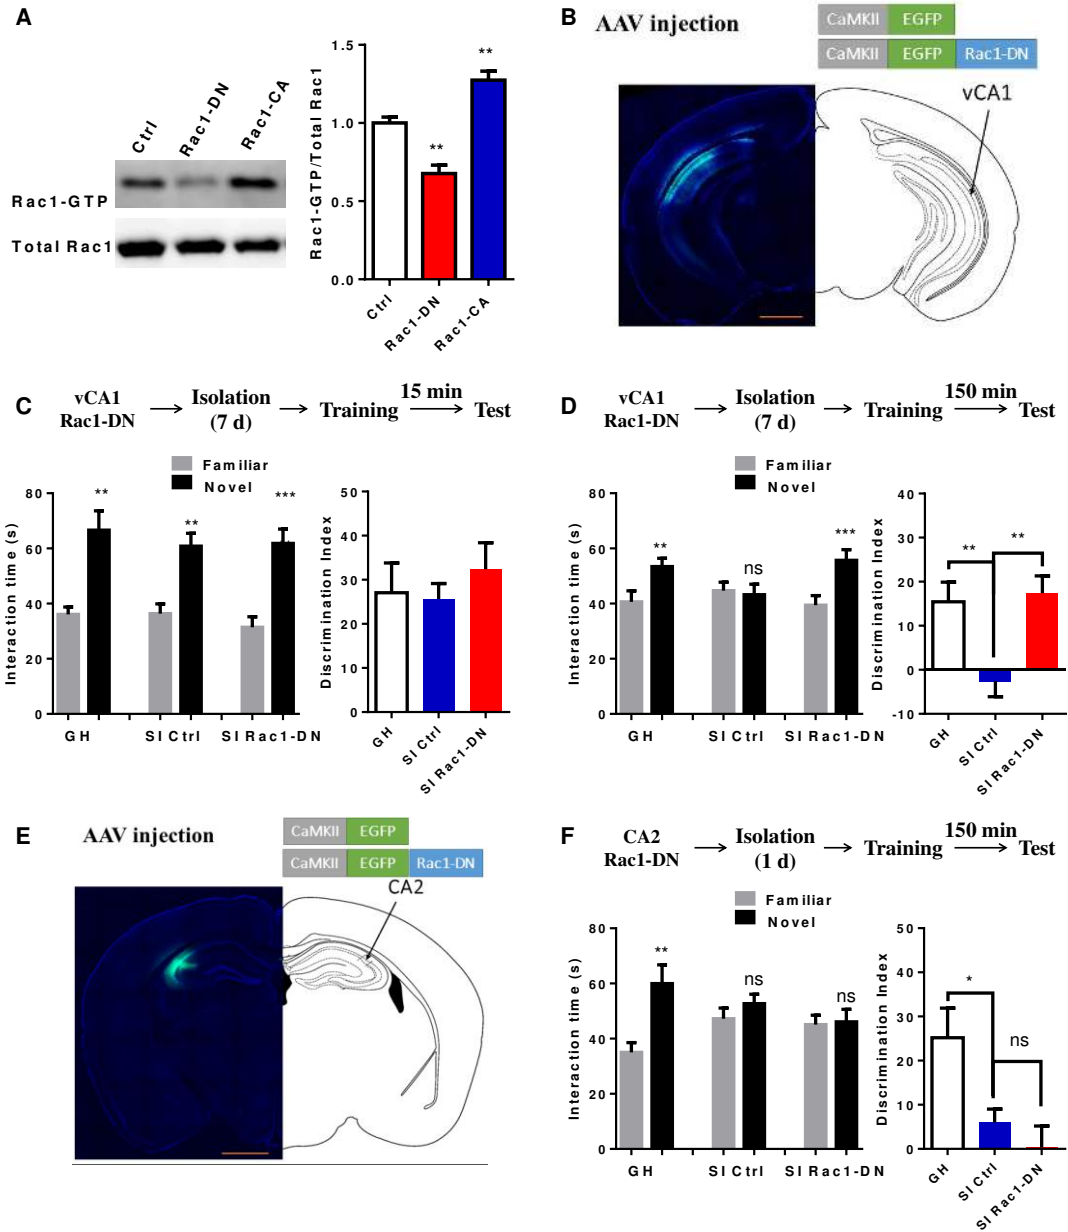 A
Rac1-GTP/Total Rac1
1.5
1.0
0.5
0.0
Ctrl
Rac1-DN
Rac1-CA
Rac1-GTP
Total Rac1
**
**
Ctrl
Rac1-DN
Rac1-CA
B
AAV injection
CaMKII EGFP
CaMKII EGFP Rac1-DN
vCA1
C
vCA1
Rac1-DN
Isolation
(7 d)
Training
15 min
Test
Familiar
Novel
Interaction time (s)
80
60
40
20
0
**
**
***
GH
SI Ctrl
SI Rac1-DN
Discrimination Index
50
40
30
20
10
0
GH
SI Ctrl
SI Rac1-DN
D
vCA1
Rac1-DN
Isolation
(7 d)
Training
150 min
Test
Familiar
Novel
Interaction time (s)
80
60
40
20
0
**
ns
***
GH
SI Ctrl
SI Rac1-DN
Discrimination Index
40
30
20
10
0
-10
**
**
GH
SI Ctrl
SI Rac1-DN
E
AAV injection
CaMKII EGFP
CaMKII EGFP Rac1-DN
CA2
F
CA2
Rac1-DN
Isolation
(1 d)
Training
150 min
Test
Familiar
Novel
Interaction time (s)
80
60
40
20
0
**
ns
ns
GH
SI Ctrl
SI Rac1-DN
Discrimination Index
50
40
30
20
10
0
*
ns
GH
SI Ctrl
SI Rac1-DN